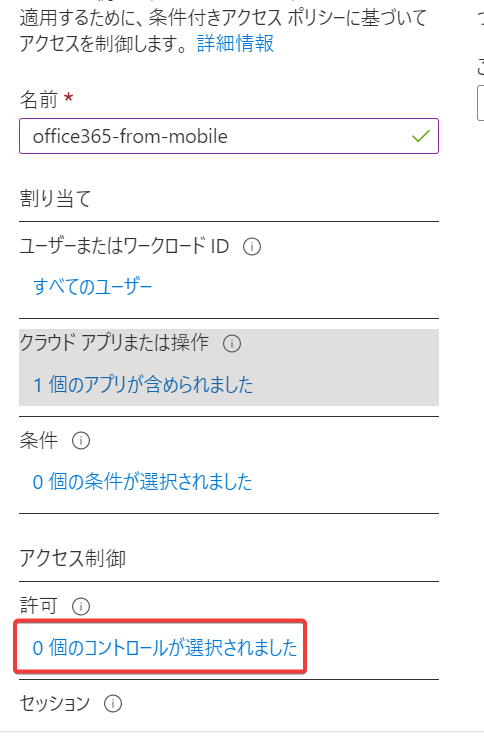 適用するために、条件付きアクセス ポリシーに基づいて
アクセスを制御します。 詳細情報
名前 *
office365-from-mobile
割り当て
ユーザーまたはワークロード ID
すべてのユーザー
クラウド アプリまたは操作
1 個のアプリが含められました
条件
0 個の条件が選択されました
アクセス制御
許可
0 個のコントロールが選択されました
セッション